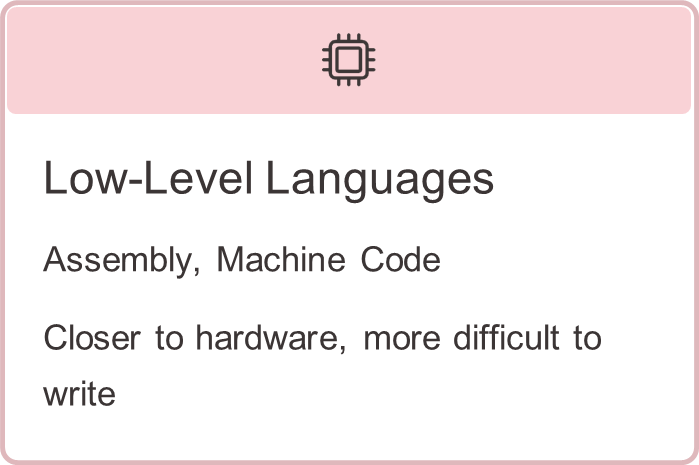 Low-Level Languages
Assembly, Machine Code
Closer to hardware, more difficult to
write